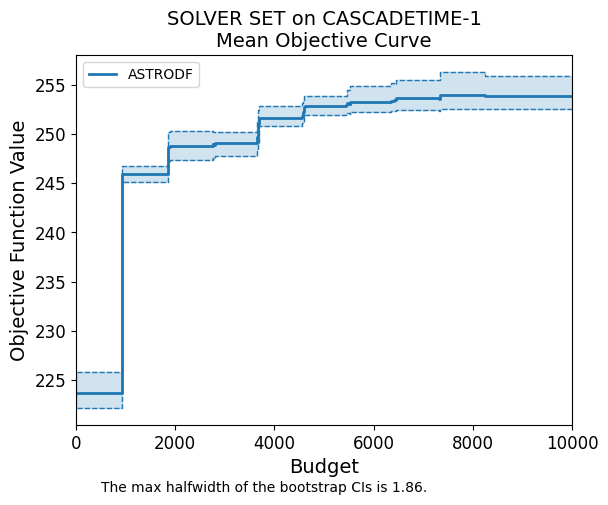 SOLVER SET on CASCADETIME-1
Mean Objective Curve
ASTRODF
Objective Function Value
255
250
245
240
235
230
225
0 2000 4000 6000 8000 10000
Budget
The max halfwidth of the bootstrap CIs is 1.86.